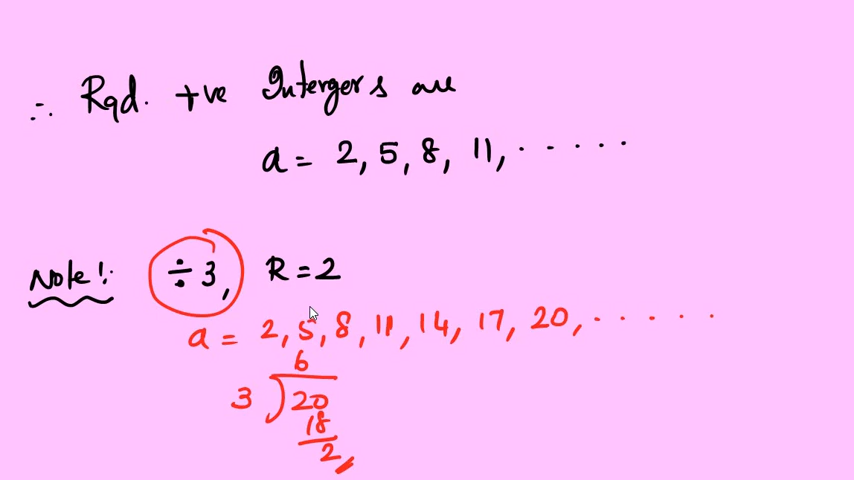 ∴ Rqd. +ve Intergers are
a = 2, 5, 8, 11, . . . . .
Note!: ÷3, R = 2
a = 2, 5, 8, 11, 14, 17, 20, . . . . .
6
3 ) 20
18
2